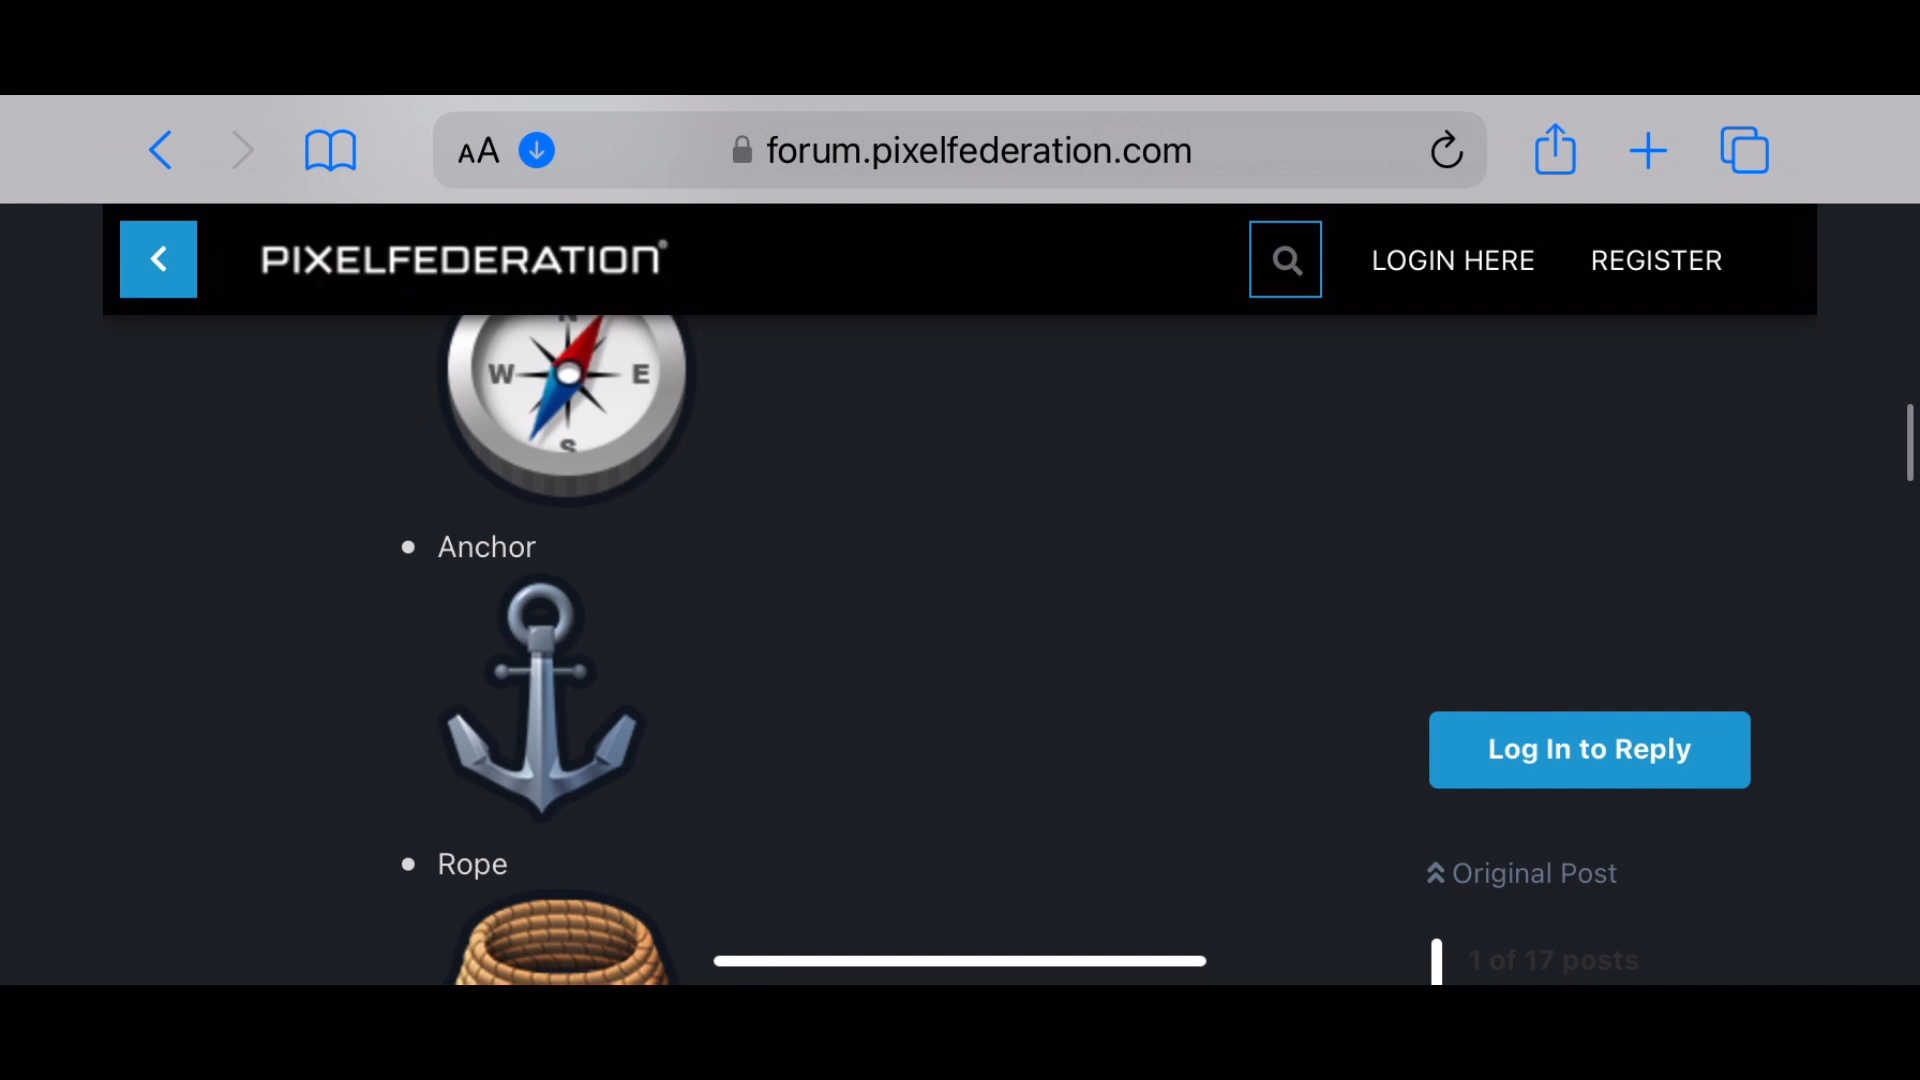 AA forum.pixelfederation.com
PIXELFEDERATION® LOGIN HERE REGISTER
N
W E
S
Anchor
Log In to Reply
Rope
Original Post
1 of 17 posts